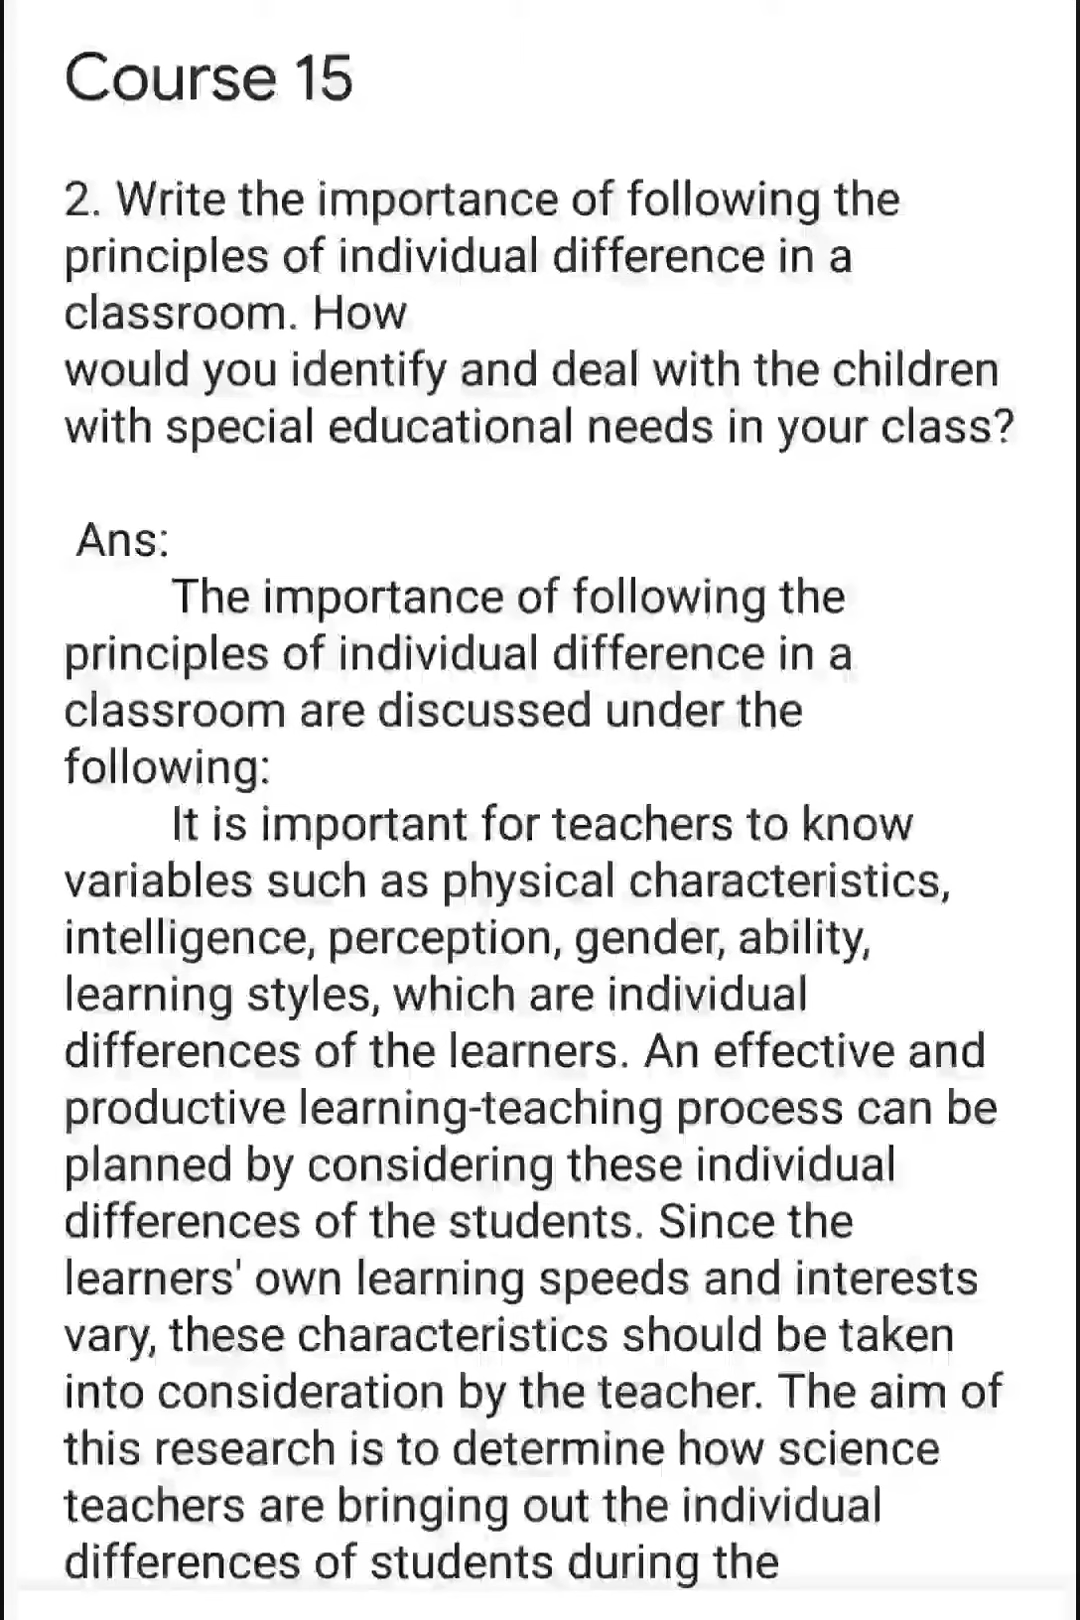 Course 15
2. Write the importance of following the
principles of individual difference in a
classroom. How
would you identify and deal with the children
with special educational needs in your class?
Ans:
The importance of following the
principles of individual difference in a
classroom are discussed under the
following:
It is important for teachers to know
variables such as physical characteristics,
intelligence, perception, gender, ability,
learning styles, which are individual
differences of the learners. An effective and
productive learning-teaching process can be
planned by considering these individual
differences of the students. Since the
learners' own learning speeds and interests
vary, these characteristics should be taken
into consideration by the teacher. The aim of
this research is to determine how science
teachers are bringing out the individual
differences of students during the